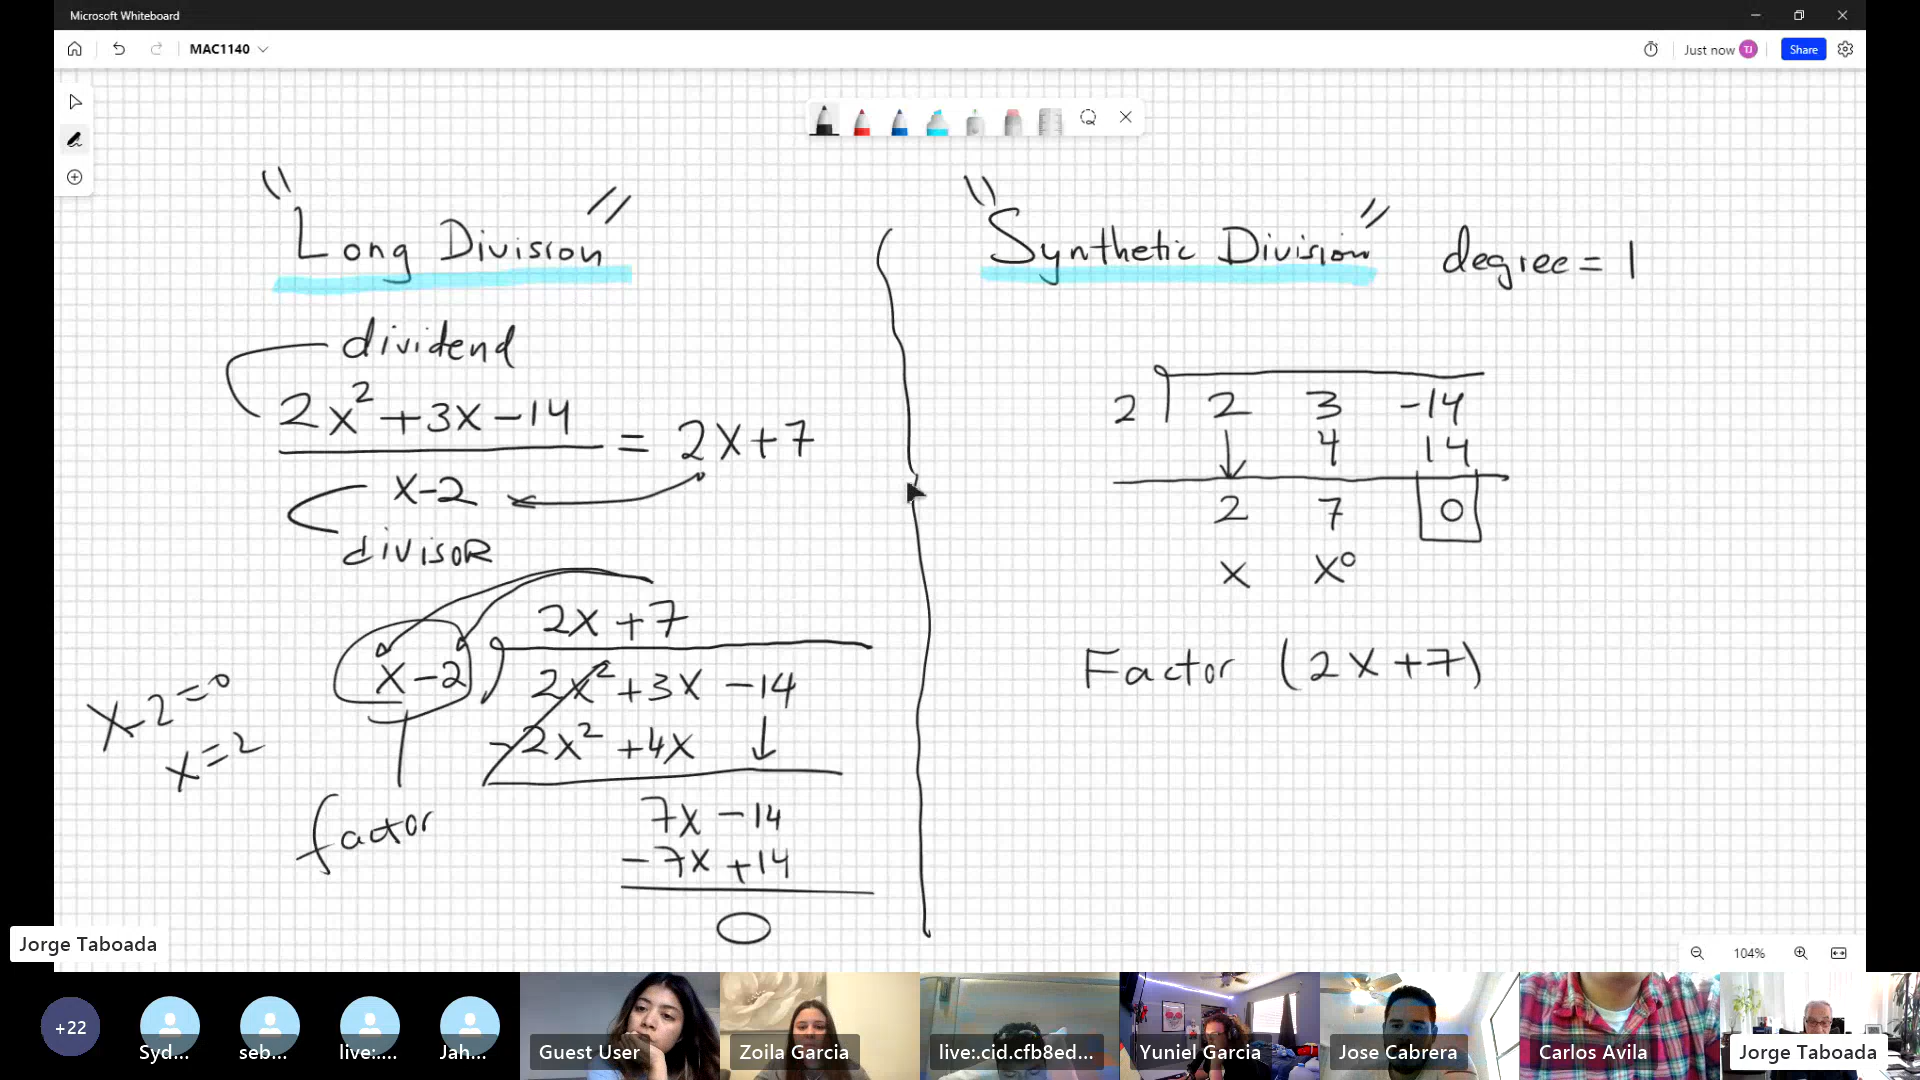 Microsoft Whiteboard
MAC1140
Just now TJ Share
"Long Division"
dividend
2x² + 3x - 14
= 2x + 7
x - 2
divisoR
2x + 7
x - 2 ) 2x² + 3x - 14
- 2x² + 4x ↓
7x - 14
- 7x + 14
0
x - 2 = 0
x = 2
factor
"Synthetic Division" degree = 1
2 | 2 3 -14
↓ 4 14
2 7 0
x x⁰
Factor (2x + 7)
104%
Jorge Taboada
+22
Syd...
seb...
live:....
Jah...
Guest User
Zoila Garcia
live:.cid.cfb8ed...
Yuniel Garcia
Jose Cabrera
Carlos Avila
Jorge Taboada